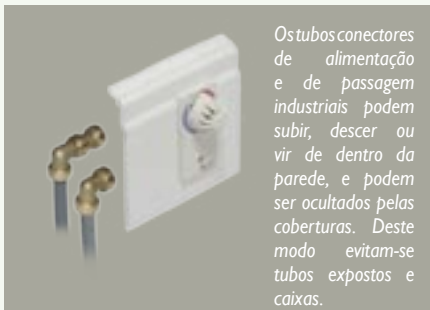 Os tubos conectores
de alimentação
e de passagem
industriais podem
subir, descer ou
vir de dentro da
parede, e podem
ser ocultados pelas
coberturas. Deste
modo evitam-se
tubos expostos e
caixas.